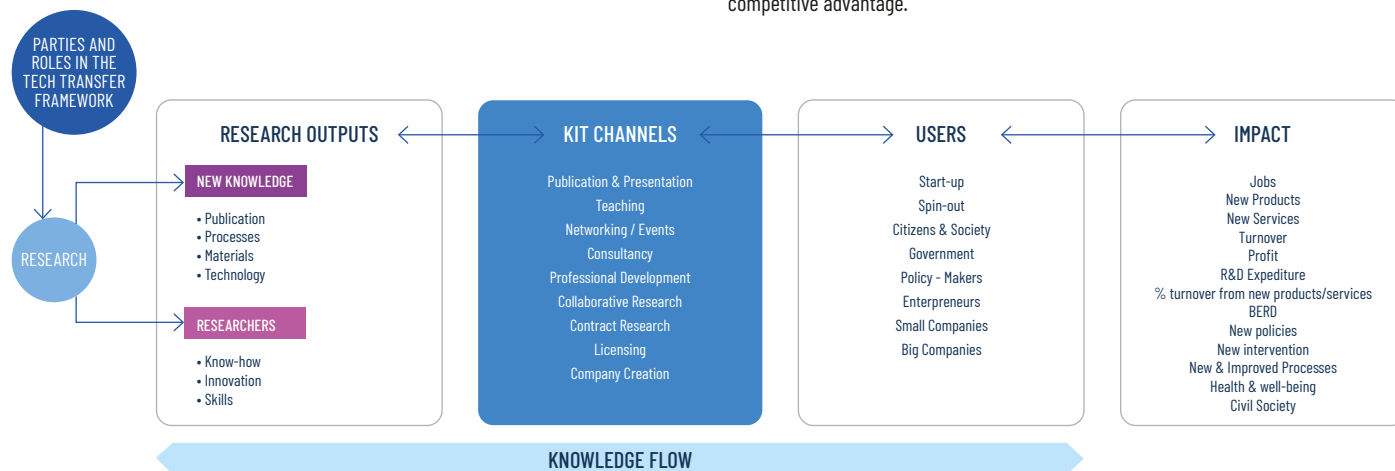 competitive advantage.
PARTIES AND
ROLES IN THE
TECH TRANSFER
FRAMEWORK
RESEARCH
RESEARCH OUTPUTS
NEW KNOWLEDGE
• Publication
• Processes
• Materials
• Technology
RESEARCHERS
• Know-how
• Innovation
• Skills
KIT CHANNELS
Publication & Presentation
Teaching
Networking / Events
Consultancy
Professional Development
Collaborative Research
Contract Research
Licensing
Company Creation
USERS
Start-up
Spin-out
Citizens & Society
Government
Policy - Makers
Enterpreneurs
Small Companies
Big Companies
IMPACT
Jobs
New Products
New Services
Turnover
Profit
R&D Expediture
% turnover from new products/services
BERD
New policies
New intervention
New & Improved Processes
Health & well-being
Civil Society
KNOWLEDGE FLOW